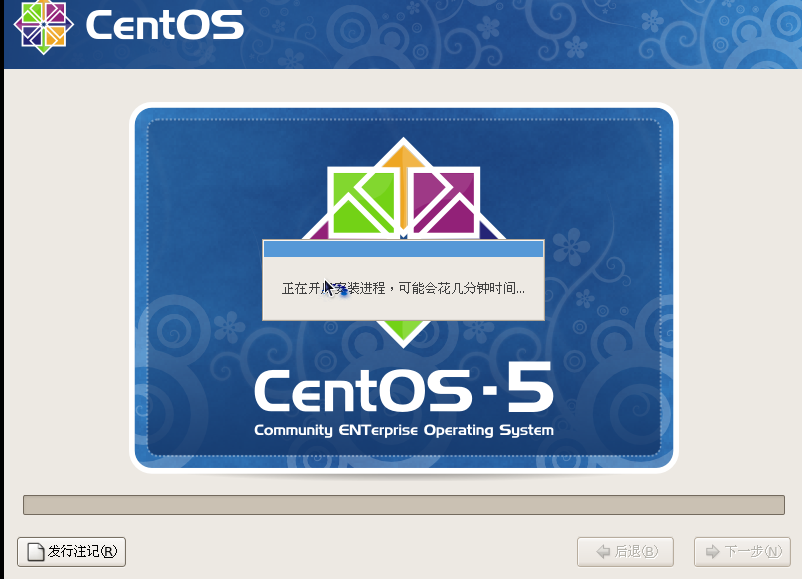 CentOS
正在开始安装进程，可能会花几分钟时间...
CentOS-5
Community ENTerprise Operating System
发行注记(R)
后退(B)
下一步(N)